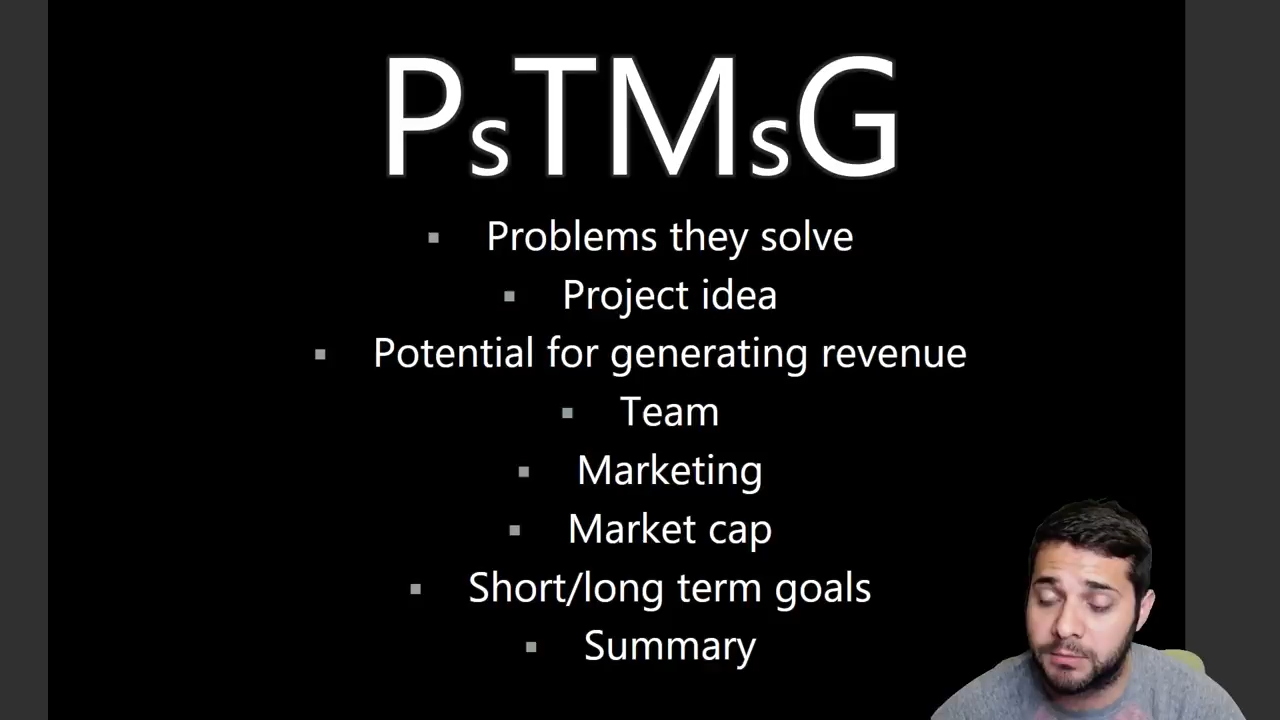 PsTMsG
▪ Problems they solve
▪ Project idea
▪ Potential for generating revenue
▪ Team
▪ Marketing
▪ Market cap
▪ Short/long term goals
▪ Summary